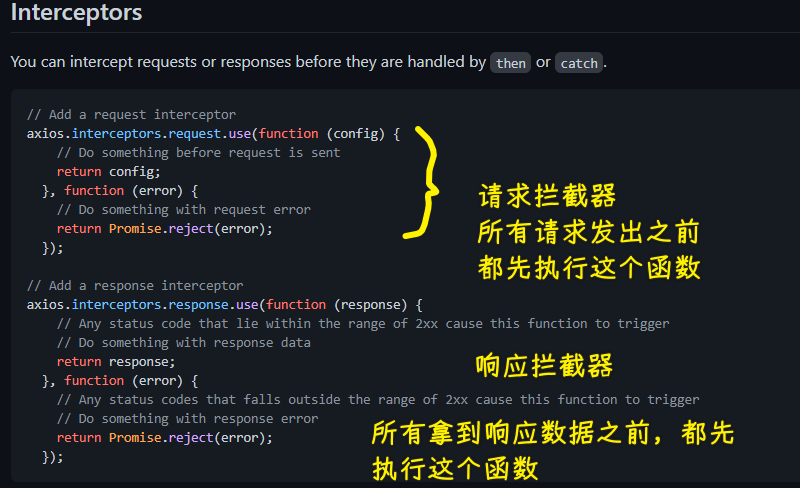 Interceptors
You can intercept requests or responses before they are handled by then or catch.
// Add a request interceptor
axios.interceptors.request.use(function (config) {
// Do something before request is sent
return config;
}, function (error) {
// Do something with request error
return Promise.reject(error);
});
请求拦截器
所有请求发出之前
都先执行这个函数
// Add a response interceptor
axios.interceptors.response.use(function (response) {
// Any status code that lie within the range of 2xx cause this function to trigger
// Do something with response data
return response;
}, function (error) {
// Any status codes that falls outside the range of 2xx cause this function to trigger
// Do something with response error
return Promise.reject(error);
});
响应拦截器
所有拿到响应数据之前，都先
执行这个函数